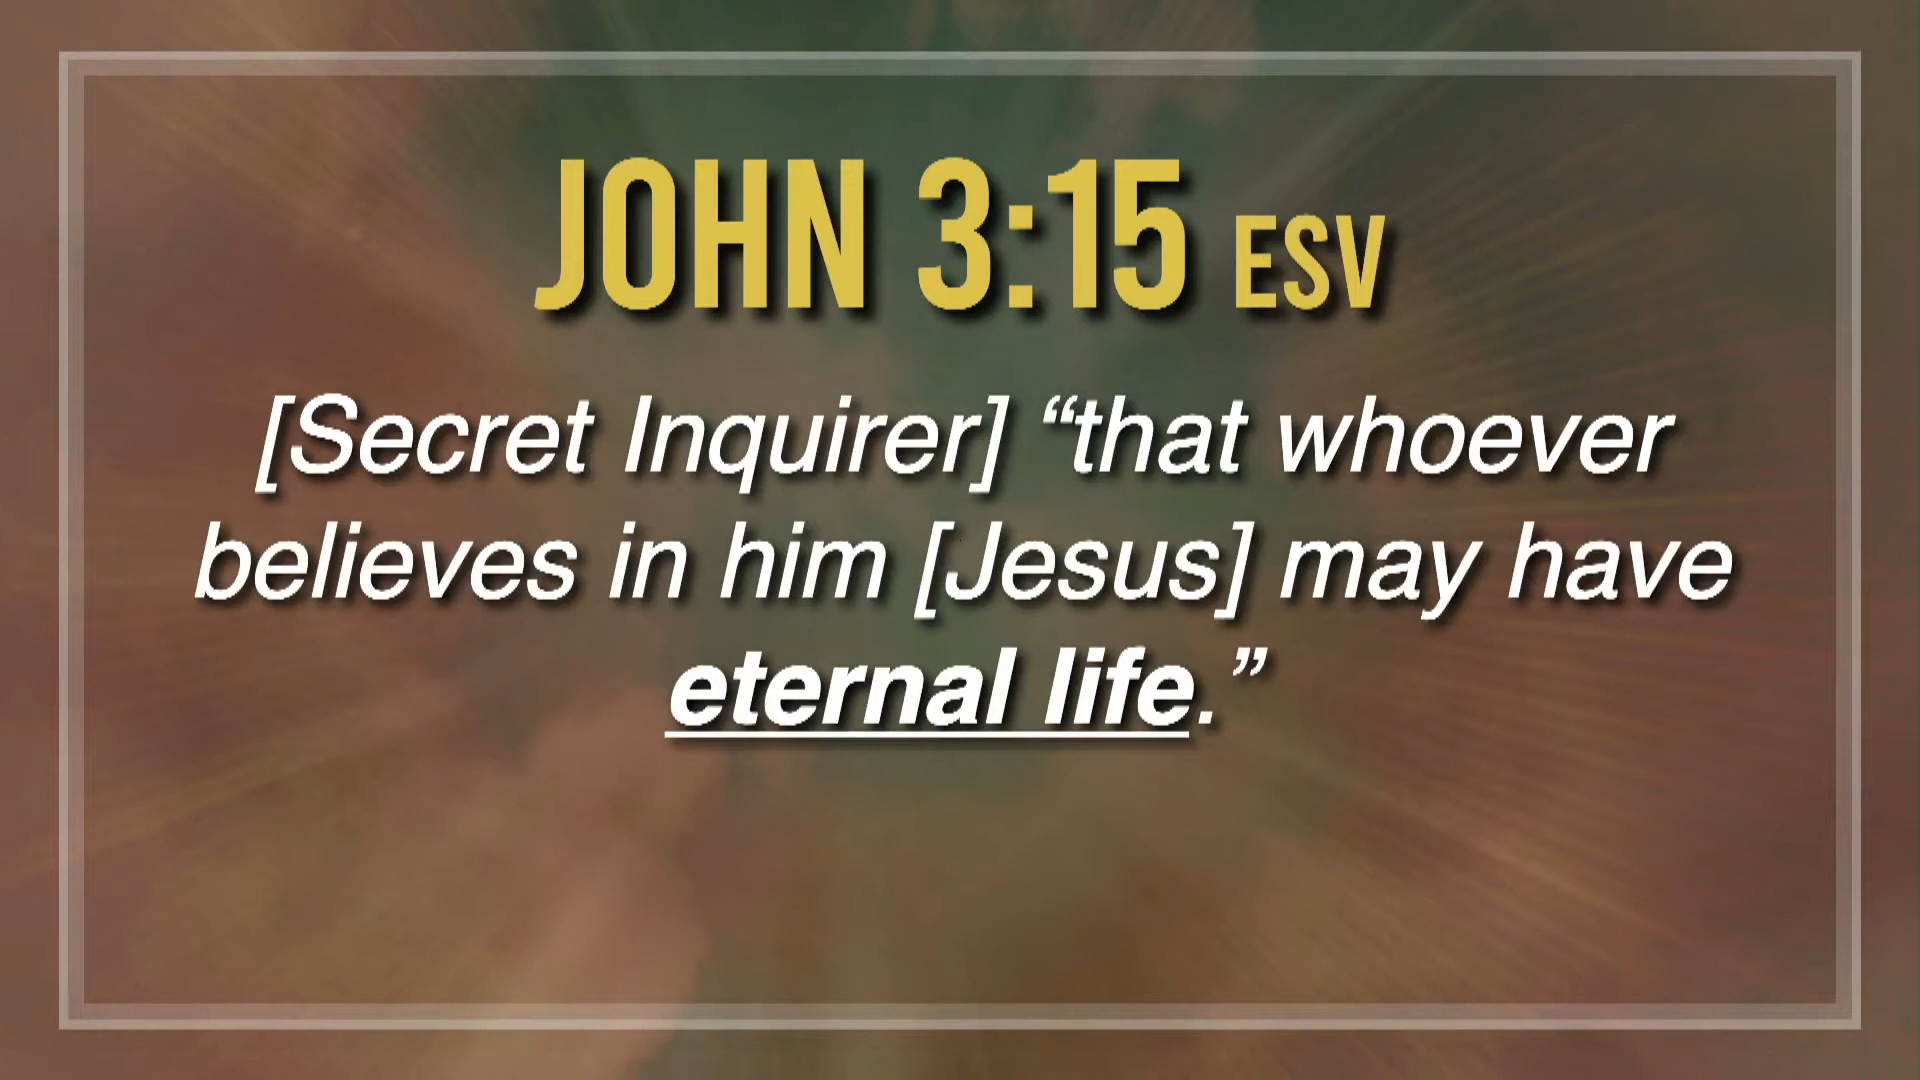 JOHN 3:15 ESV
[Secret Inquirer] “that whoever
believes in him [Jesus] may have
eternal life.”